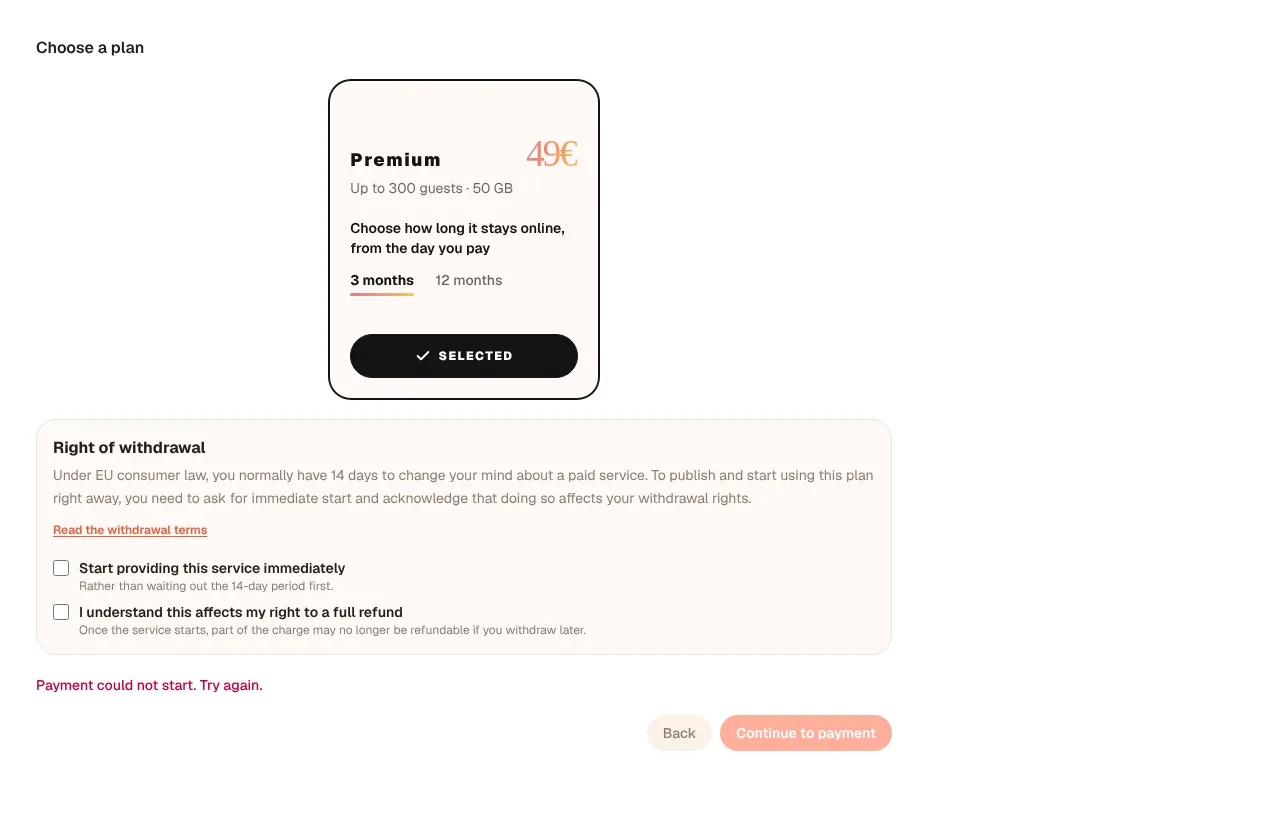 Choose a plan
Premium
49€
Up to 300 guests · 50 GB
Choose how long it stays online,
from the day you pay
3 months
12 months
SELECTED
Right of withdrawal
Under EU consumer law, you normally have 14 days to change your mind about a paid service. To publish and start using this plan
right away, you need to ask for immediate start and acknowledge that doing so affects your withdrawal rights.
Read the withdrawal terms
Start providing this service immediately
Rather than waiting out the 14-day period first.
I understand this affects my right to a full refund
Once the service starts, part of the charge may no longer be refundable if you withdraw later.
Payment could not start. Try again.
Back
Continue to payment